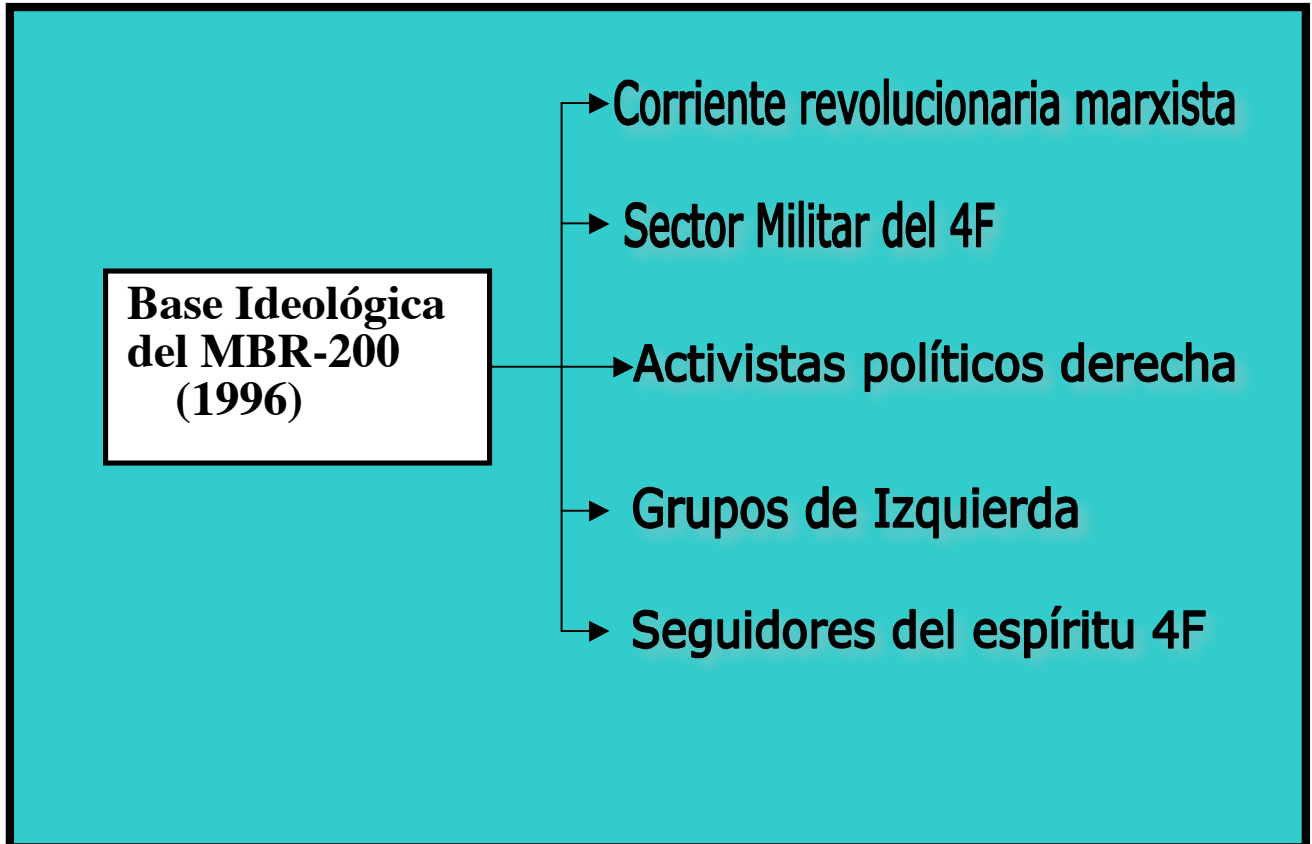 Base Ideológica
del MBR-200
(1996)
Corriente revolucionaria marxista
Sector Militar del 4F
Activistas políticos derecha
Grupos de Izquierda
Seguidores del espíritu 4F